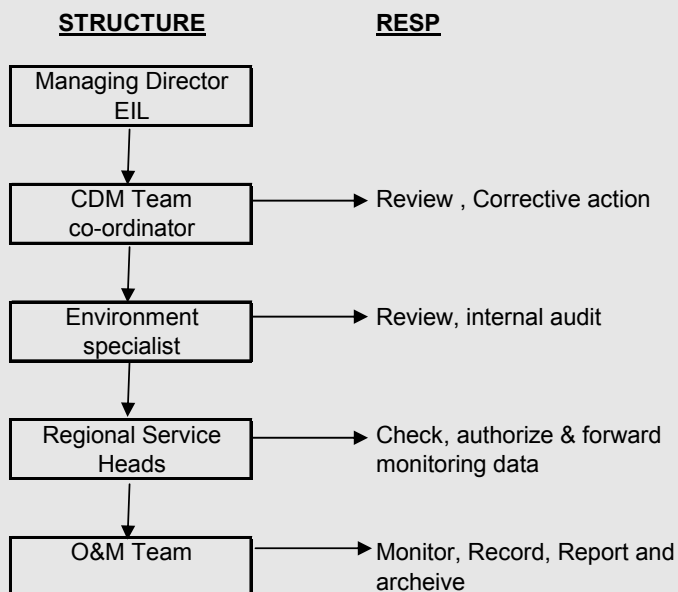 STRUCTURE RESP
Managing Director
EIL
CDM Team
co-ordinator
Review , Corrective action
Environment
specialist
Review, internal audit
Regional Service
Heads
Check, authorize & forward
monitoring data
O&M Team
Monitor, Record, Report and
archeive